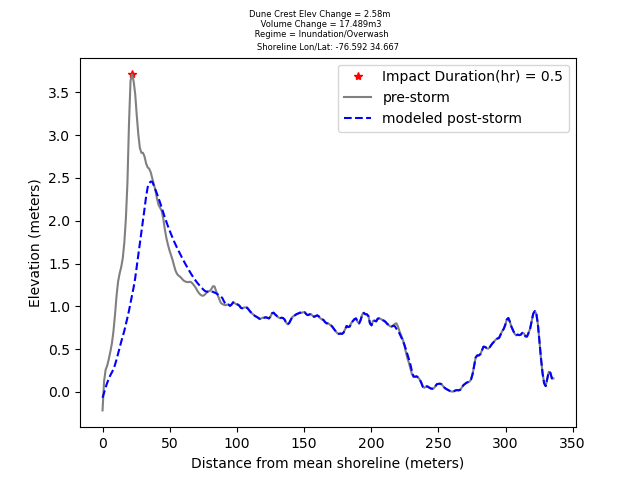 Dune Crest Elev Change = 2.58m
Volume Change = 17.489m3
Regime = Inundation/Overwash
Shoreline Lon/Lat: -76.592 34.667
Impact Duration(hr) = 0.5
pre-storm
modeled post-storm
Elevation (meters)
3.5
3.0
2.5
2.0
1.5
1.0
0.5
0.0
0 50 100 150 200 250 300 350
Distance from mean shoreline (meters)